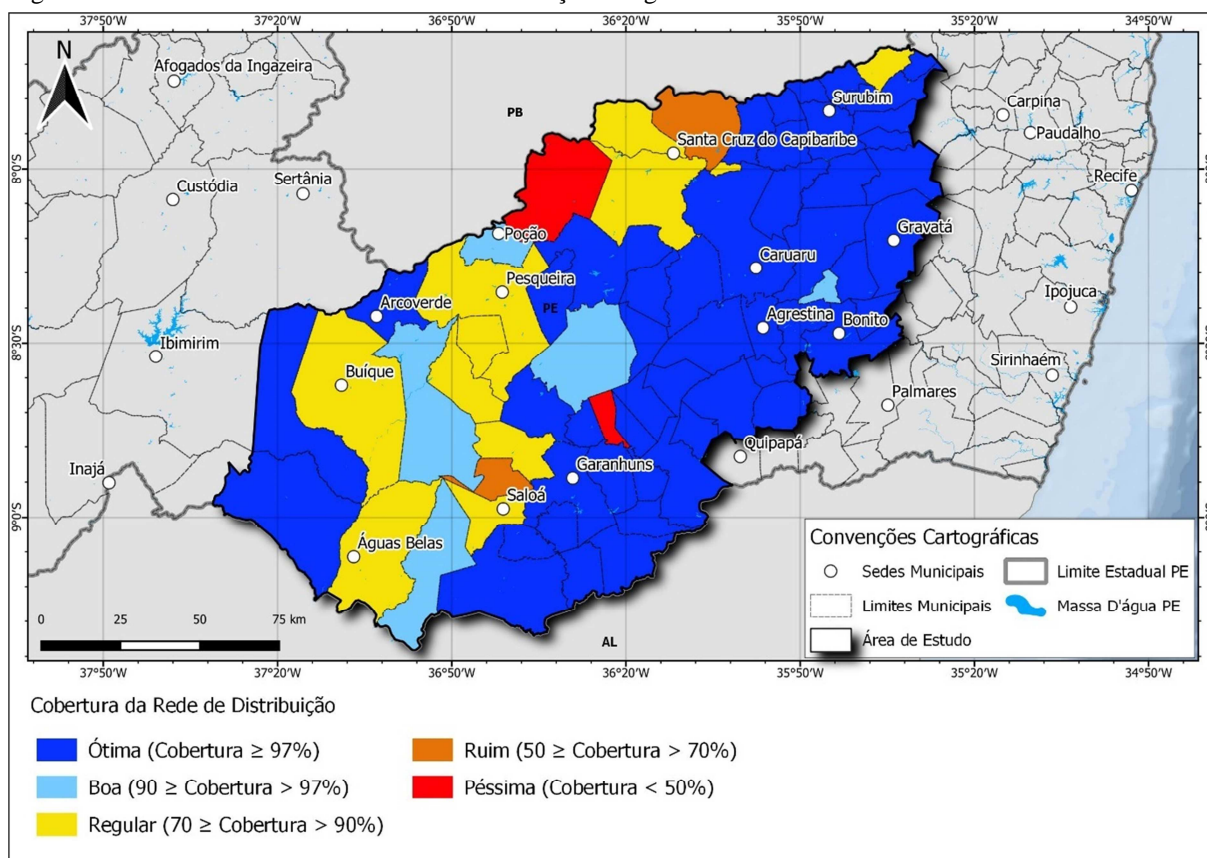 37°50'S 37°20'S 36°50'S 36°20'S 35°50'S 35°20'S 34°50'S
N
Afogados da Ingazeira
PB
Surubim
Carpina
Paudalho
Santa Cruz do Capibaribe
8°0'S
Custódia
Sertânia
Recife
Poção
Gravatá
Caruaru
Pesqueira
PE
Arcoverde
Ipojuca
Agrestina
Bonito
8°30'S
Ibimirim
Sirinhaém
Buíque
Palmares
Quipapá
Inajá
Garanhuns
Saloá
9°0'S
Águas Belas
AL
0 25 50 75 km
Convenções Cartográficas
Sedes Municipais
Limite Estadual PE
Limites Municipais
Massa D'água PE
Área de Estudo
37°50'S 37°20'S 36°50'S 36°20'S 35°50'S 35°20'S 34°50'S
Cobertura da Rede de Distribuição
Ótima (Cobertura ≥ 97%)
Boa (90 ≥ Cobertura > 97%)
Regular (70 ≥ Cobertura > 90%)
Ruim (50 ≥ Cobertura > 70%)
Péssima (Cobertura < 50%)